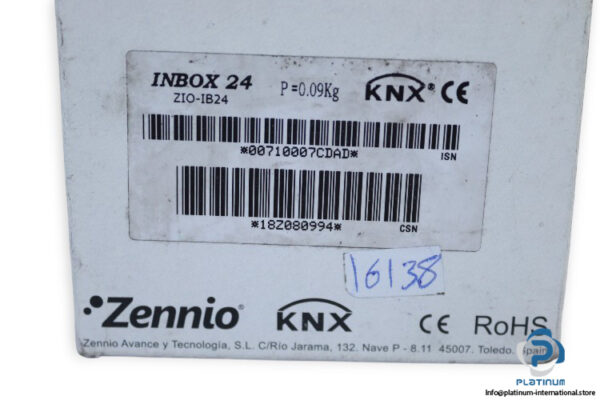 INBOX 24 P=0.09Kg KNX® CE
ZIO-IB24
*00710007CDAD* ISN
*18Z080994* CSN
16138
Zennio® KNX CE RoHS
Zennio Avance y Tecnología, S.L. C/Río Jarama, 132. Nave P - 8.11 45007. Toledo. Spain
PLATINUM
info@platinum-international.store